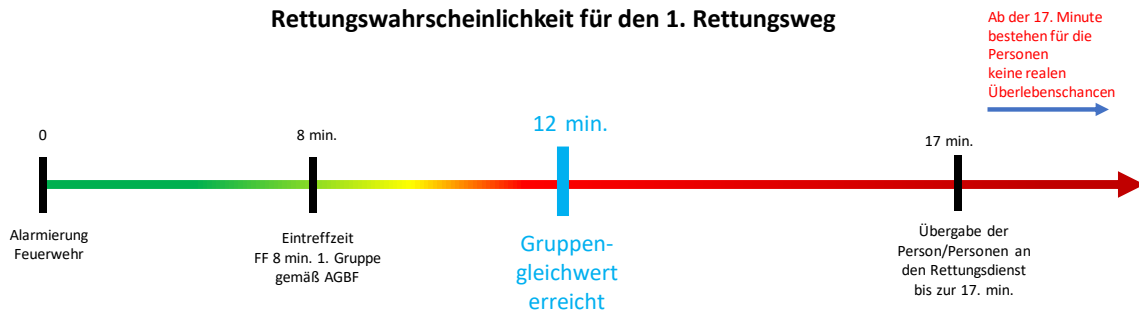 Rettungswahrscheinlichkeit für den 1. Rettungsweg
Ab der 17. Minute
bestehen für die
Personen
keine realen
Überlebenschancen
0
8 min.
12 min.
17 min.
Alarmierung
Feuerwehr
Eintreffzeit
FF 8 min. 1. Gruppe
gemäß AGBF
Gruppen-
gleichwert
erreicht
Übergabe der
Person/Personen an
den Rettungsdienst
bis zur 17. min.